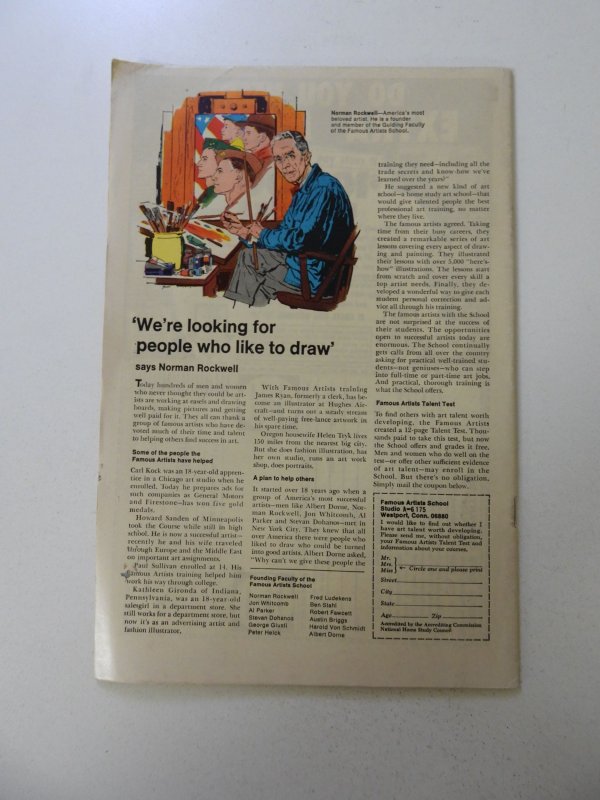 Norman Rockwell—America's most
beloved artist. He is a founder
and member of the Guiding Faculty
of the Famous Artists School.
'We're looking for
people who like to draw'
says Norman Rockwell
Today hundreds of men and women
who never thought they could be art-
ists are working at easels and drawing
boards, making pictures and getting
well paid for it. They all can thank a
group of famous artists who have de-
voted much of their time and talent
to helping others find success in art.
Some of the people the
Famous Artists have helped
Carl Kock was an 18-year-old appren-
tice in a Chicago art studio when he
enrolled. Today he prepares ads for
such companies as General Motors
and Firestone—has won five gold
medals.
Howard Sanden of Minneapolis
took the Course while still in high
school. He is now a successful artist—
recently he and his wife traveled
through Europe and the Middle East
on important art assignments.
Paul Sullivan enrolled at 14. His
Famous Artists training helped him
work his way through college.
Kathleen Gironda of Indiana,
Pennsylvania, was an 18-year-old
salesgirl in a department store. She
still works for a department store, but
now it's as an advertising artist and
fashion illustrator.
With Famous Artists training
James Ryan, formerly a clerk, has be-
come an illustrator at Hughes Air-
craft—and turns out a steady stream
of well-paying free-lance artwork in
his spare time.
Oregon housewife Helen Tryk lives
150 miles from the nearest big city.
But she does fashion illustration, has
her own studio, runs an art work
shop, does portraits.
A plan to help others
It started over 18 years ago when a
group of America's most successful
artists—men like Albert Dorne, Nor-
man Rockwell, Jon Whitcomb, Al
Parker and Stevan Dohanos—met in
New York City. They knew that all
over America there were people who
liked to draw who could be turned
into good artists. Albert Dorne asked,
"Why can't we give these people the
Founding Faculty of the
Famous Artists School
Norman Rockwell
Jon Whitcomb
Al Parker
Stevan Dohanos
George Giusti
Peter Helck
Fred Ludekens
Ben Stahl
Robert Fawcett
Austin Briggs
Harold Von Schmidt
Albert Dorne
training they need—including all the
trade secrets and know-how we've
learned over the years?"
He suggested a new kind of art
school—a home study art school—that
would give talented people the best
professional art training, no matter
where they live.
The famous artists agreed. Taking
time from their busy careers, they
created a remarkable series of art
lessons covering every aspect of draw-
ing and painting. They illustrated
their lessons with over 5,000 "here's-
how" illustrations. The lessons start
from scratch and cover every skill a
top artist needs. Finally, they de-
veloped a wonderful way to give each
student personal correction and ad-
vice all through his training.
The famous artists with the School
are not surprised at the success of
their students. The opportunities
open to successful artists today are
enormous. The School continually
gets calls from all over the country
asking for practical well-trained stu-
dents—not geniuses—who can step
into full-time or part-time art jobs.
And practical, thorough training is
what the School offers.
Famous Artists Talent Test
To find others with art talent worth
developing, the Famous Artists
created a 12-page Talent Test. Thou-
sands paid to take this test, but now
the School offers and grades it free.
Men and women who do well on the
test—or offer other sufficient evidence
of art talent—may enroll in the
School. But there's no obligation.
Simply mail the coupon below.
Famous Artists School
Studio
Westport, Conn. 06880
I would like to find out whether I
have art talent worth developing.
Please send me, without obligation,
your Famous Artists Talent Test and
information about your courses.
Mr.
Mrs.
Miss
Circle one and please print
Street
City
State
Age Zip
Accredited by the Accrediting Commission
National Home Study Council